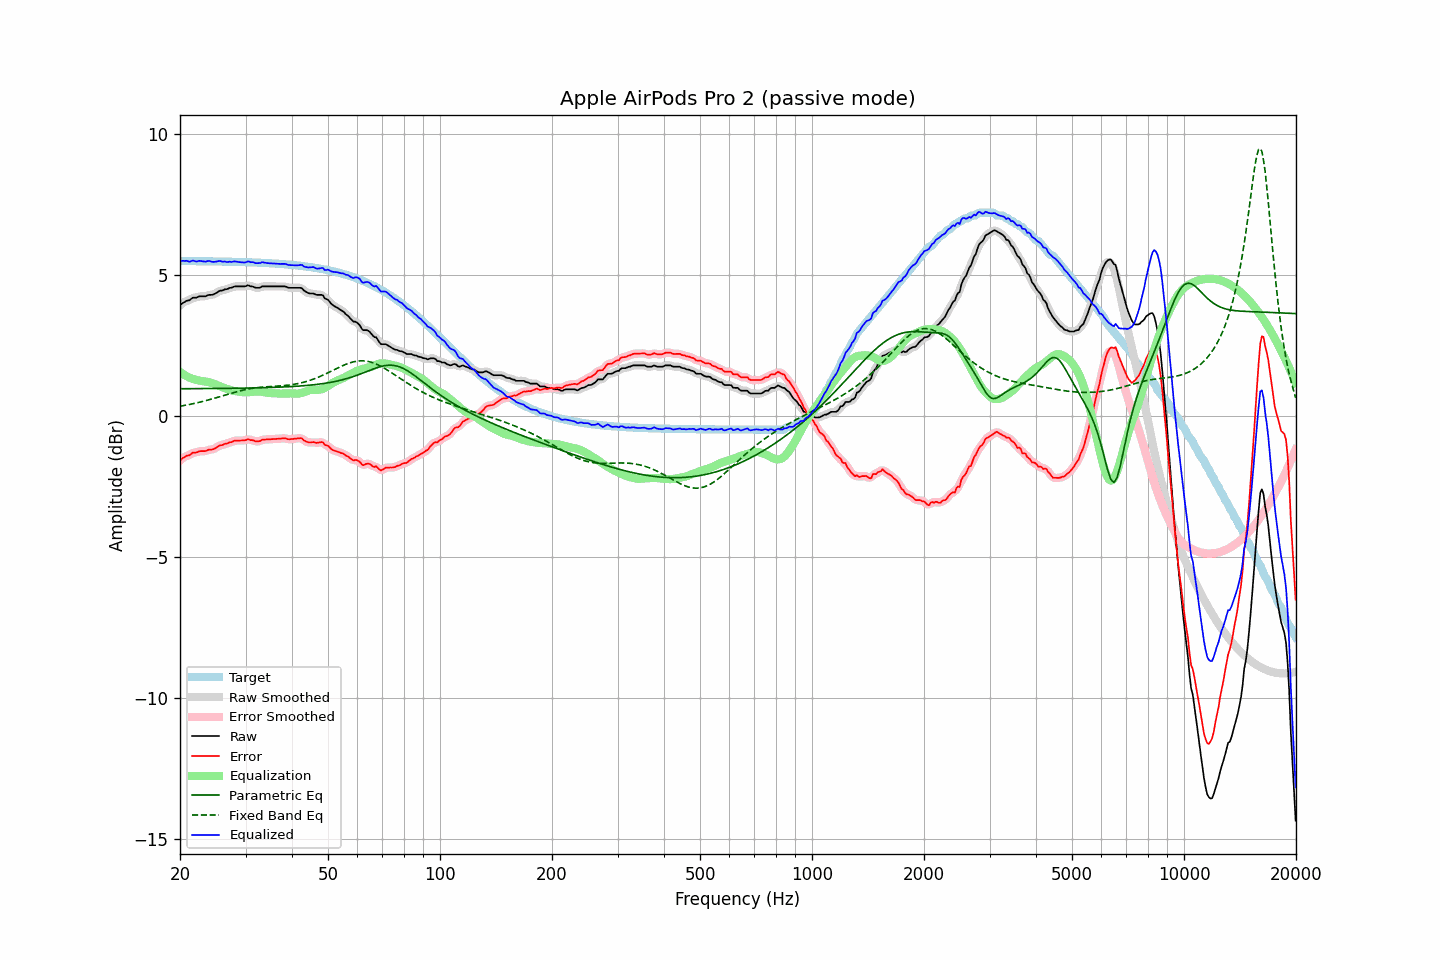 Apple AirPods Pro 2 (passive mode)
10
5
0
−5
−10
−15
Amplitude (dBr)
Target
Raw Smoothed
Error Smoothed
Raw
Error
Equalization
Parametric Eq
Fixed Band Eq
Equalized
20 50 100 200 500 1000 2000 5000 10000 20000
Frequency (Hz)